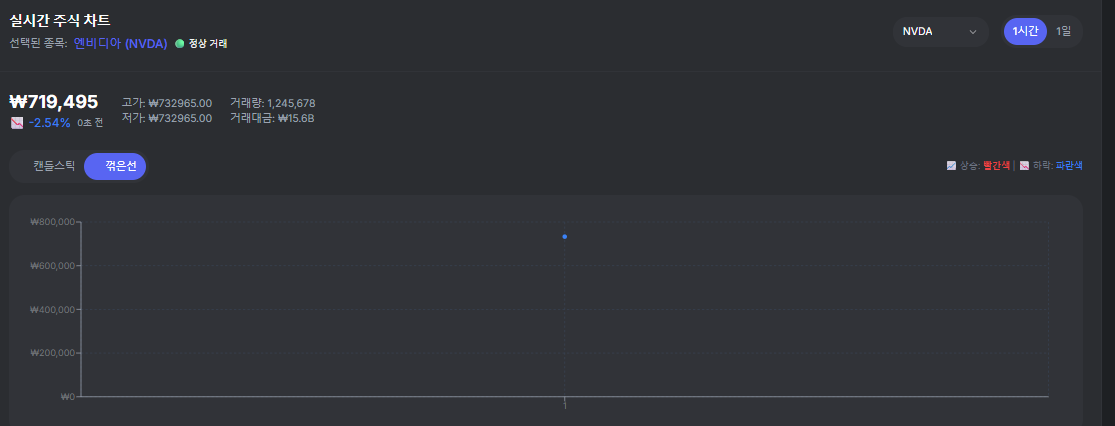 실시간 주식 차트
선택된 종목: 엔비디아 (NVDA) 정상 거래
NVDA
1시간 1일
₩719,495
-2.54% 0초 전
고가: ₩732965.00 거래량: 1,245,678
저가: ₩732965.00 거래대금: ₩15.6B
캔들스틱 꺾은선
상승: 빨간색 | 하락: 파란색
₩800,000
₩600,000
₩400,000
₩200,000
₩0
1